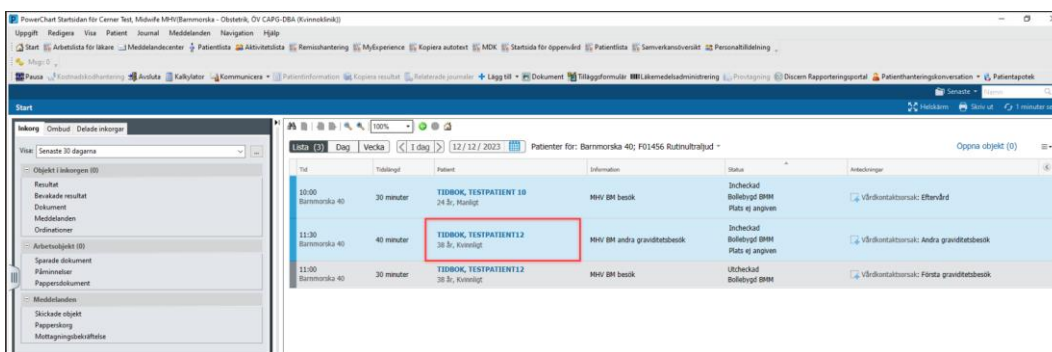 PowerChart Startsidan för Cerner Test, Midwife MHV(Barnmorska - Obstetrik, ÖV CAPG-DBA (Kvinnoklinik))
Uppgift Redigera Visa Patient Journal Meddelanden Navigation Hjälp
Start Arbetslista för läkare Meddelandecenter Patientlista Aktivitetslista Remisshantering MyExperience Kopiera autotext MDK Startsida för öppenvård Patientlista Samverkansöversikt Personaltilldelning
Msg: 0
Pausa Kostnadskodhantering Avsluta Kalkylator Kommunicera Patientinformation Kopiera resultat Relaterade journaler Lägg till Dokument Tilläggsformulär Läkemedelsadministrering Provtagning Discern Rapporteringsportal Patienthanteringskonversation Patientapotek
Senaste Namn
Start Helskärm Skriv ut 1 minuter se
Inkorg Ombud Delade inkorgar
Visa: Senaste 30 dagarna
Objekt i inkorgen (0)
Resultat
Bevakade resultat
Dokument
Meddelanden
Ordinationer
Arbetsobjekt (0)
Sparade dokument
Påminnelser
Pappersdokument
Meddelanden
Skickade objekt
Papperskorg
Mottagningsbekräftelse
100%
Lista (3) Dag Vecka I dag 12/12/2023 Patienter för: Barnmorska 40; F01456 Rutinultraljud Öppna objekt (0)
Tid Tidslängd Patient Information Status Anteckningar
10:00 Barnmorska 40 30 minuter TIDBOK, TESTPATIENT 10 24 år, Manligt MHV BM besök Incheckad Bollebygd BMM Plats ej angiven Vårdkontaktsorsak: Eftervård
11:30 Barnmorska 40 40 minuter TIDBOK, TESTPATIENT12 38 år, Kvinnligt MHV BM andra graviditetsbesök Incheckad Bollebygd BMM Plats ej angiven Vårdkontaktsorsak: Andra graviditetsbesök
11:00 Barnmorska 40 30 minuter TIDBOK, TESTPATIENT12 38 år, Kvinnligt MHV BM besök Utcheckad Bollebygd BMM Vårdkontaktsorsak: Första graviditetsbesök